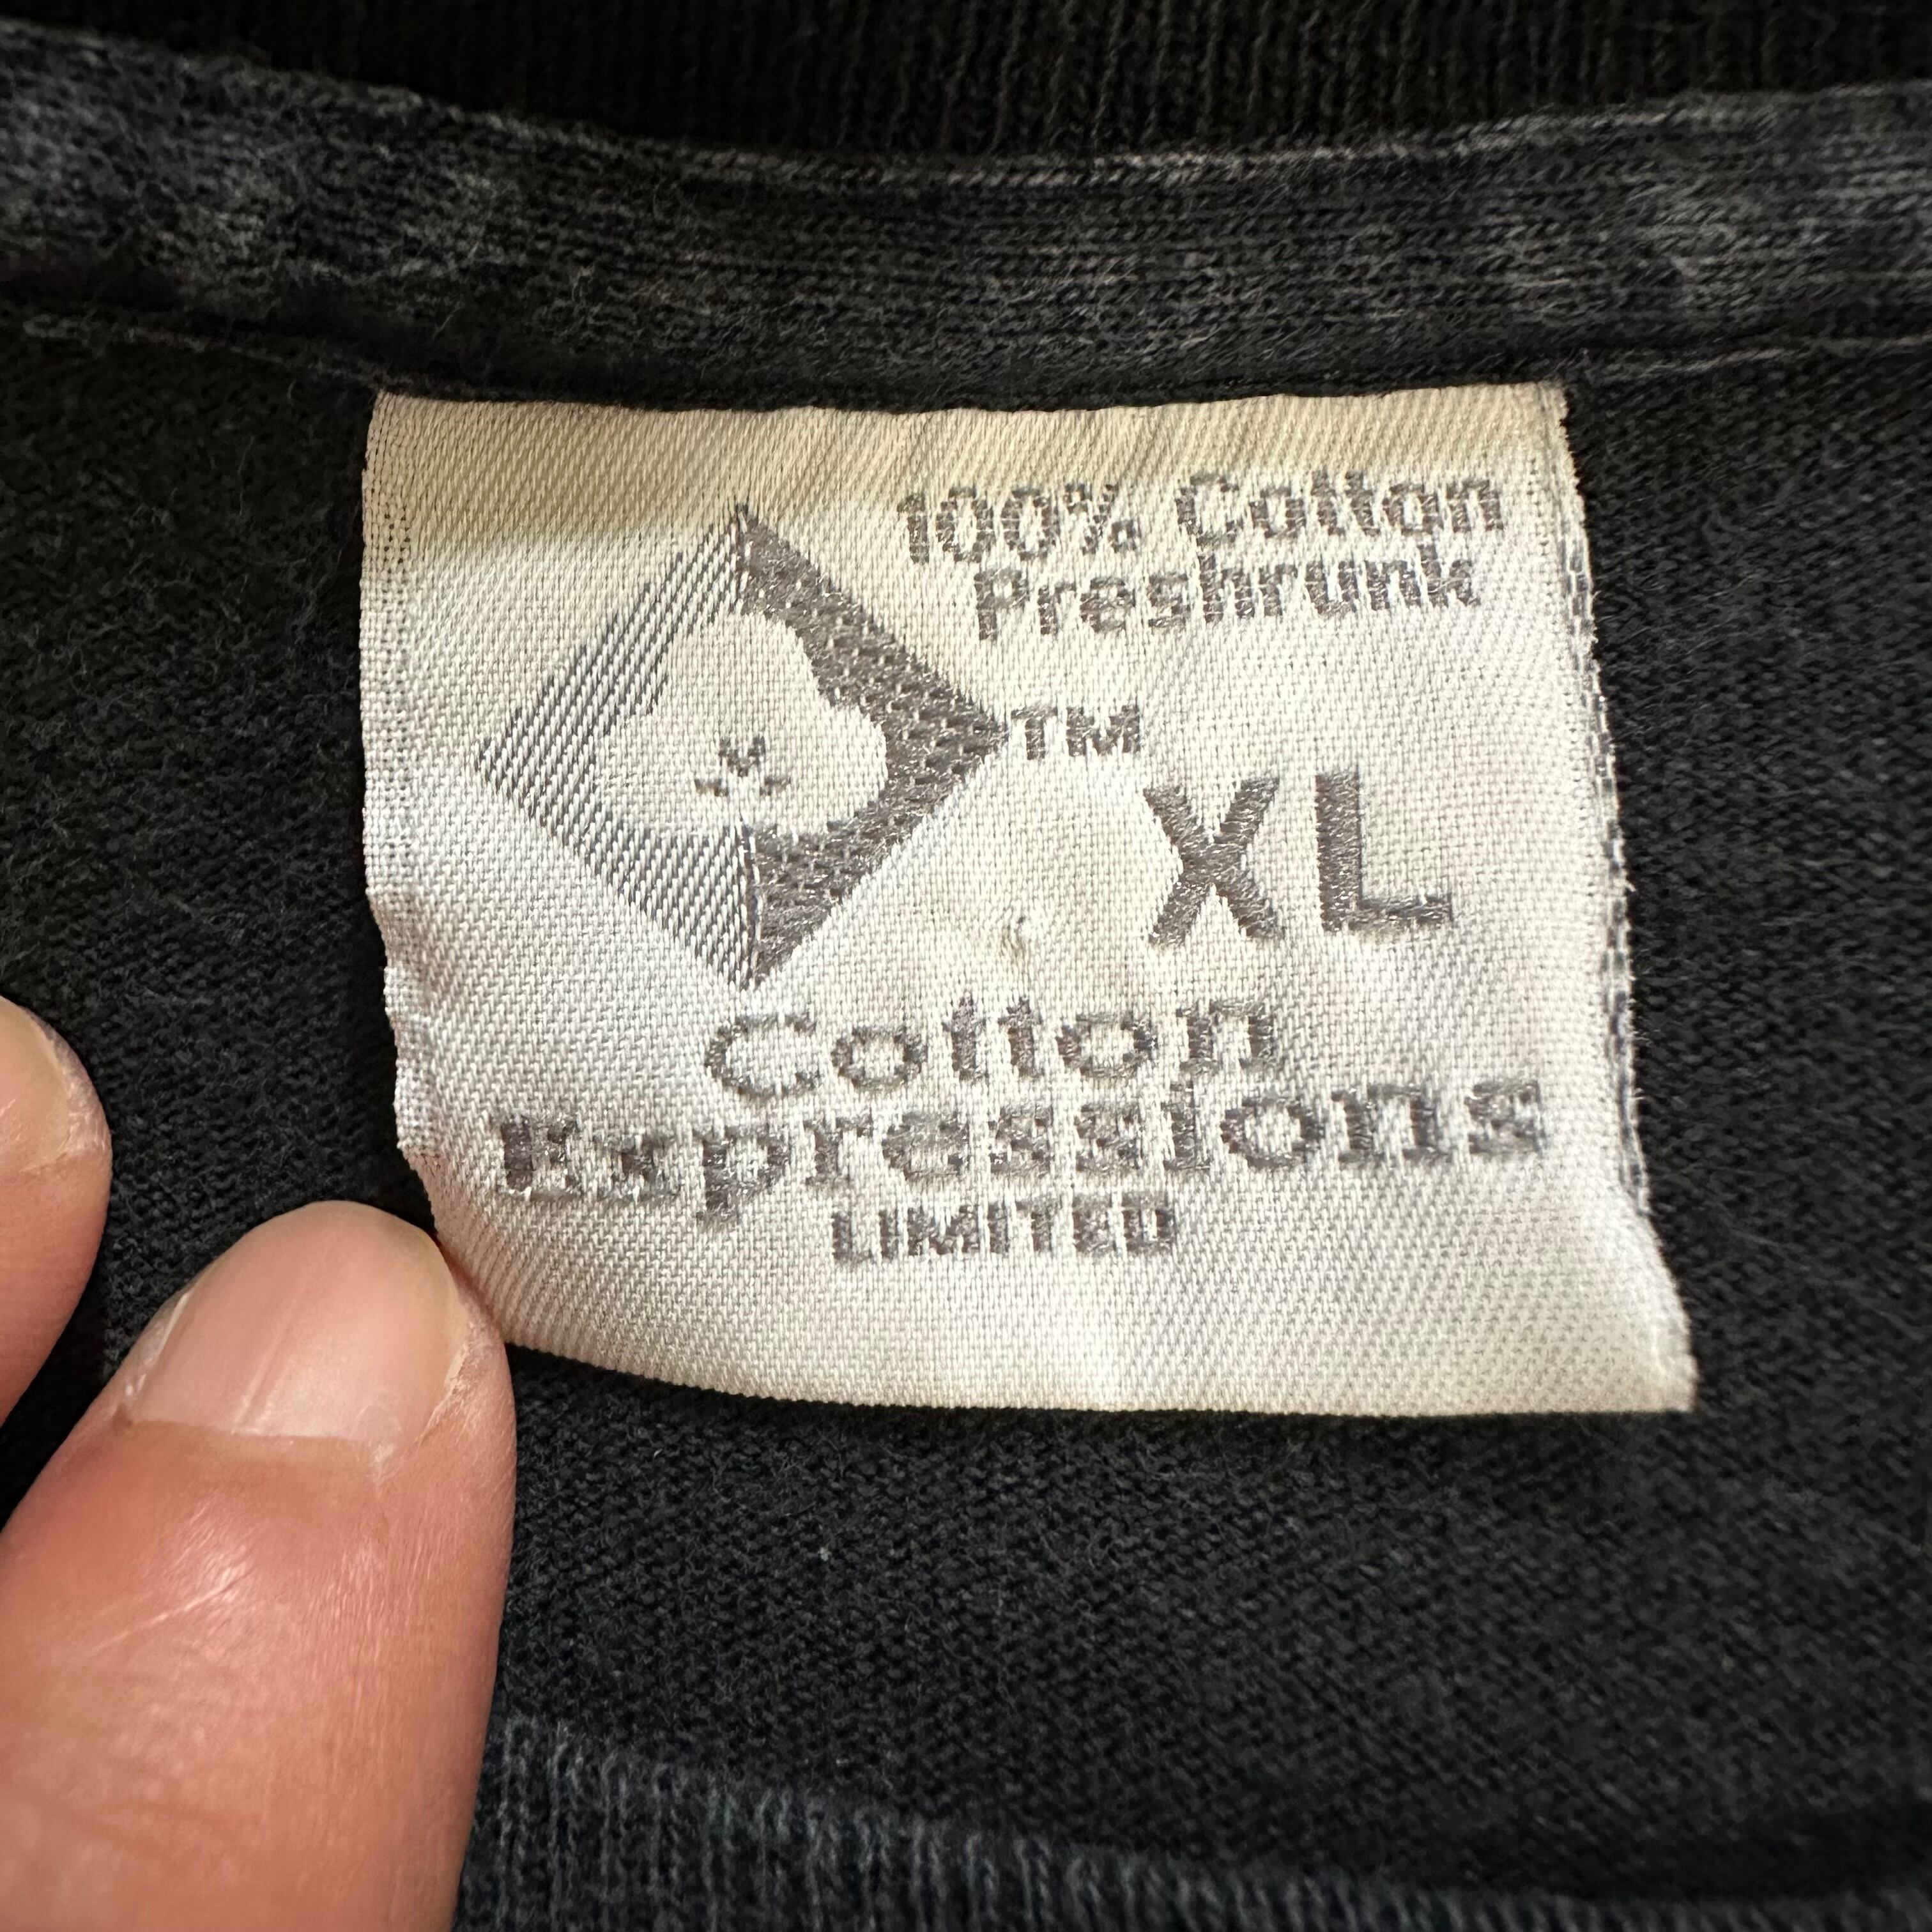 100% Cotton
Preshrunk
TM
XL
Cotton
Expressions
LIMITED